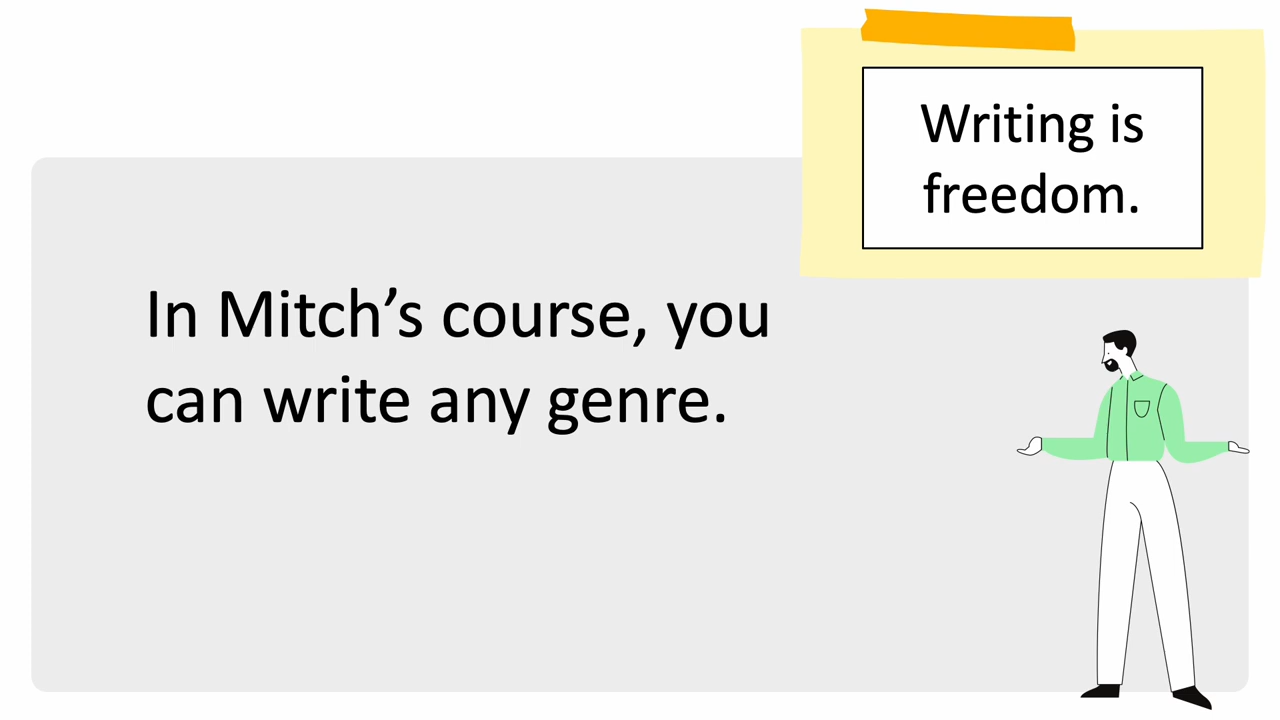 Writing is
freedom.
In Mitch’s course, you
can write any genre.